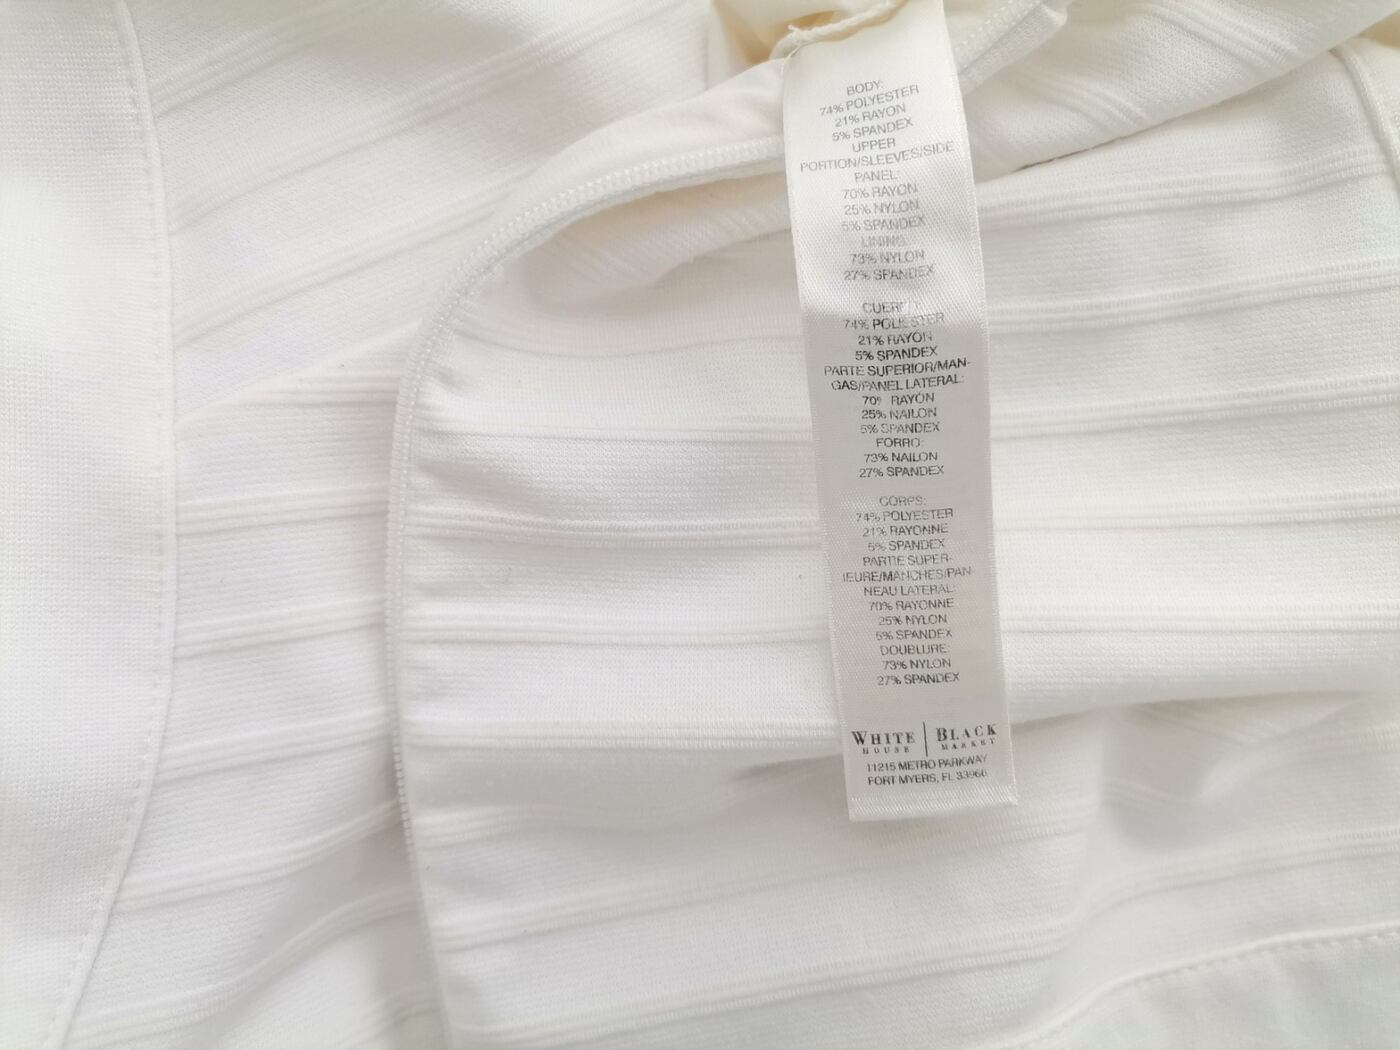 BODY:
74% POLYESTER
21% RAYON
5% SPANDEX
UPPER
PORTION/SLEEVES/SIDE
PANEL:
70% RAYON
25% NYLON
5% SPANDEX
LINING:
73% NYLON
27% SPANDEX
CUERPO:
74% POLIESTER
21% RAYON
5% SPANDEX
PARTE SUPERIOR/MAN-
GAS/PANEL LATERAL:
70% RAYON
25% NAILON
5% SPANDEX
FORRO:
73% NAILON
27% SPANDEX
CORPS:
74% POLYESTER
21% RAYONNE
5% SPANDEX
PARTIE SUPER-
IEURE/MANCHES/PAN-
NEAU LATERAL:
70% RAYONNE
25% NYLON
5% SPANDEX
DOUBLURE:
73% NYLON
27% SPANDEX
WHITE | BLACK
HOUSE MARKET
11215 METRO PARKWAY
FORT MYERS, FL 33966